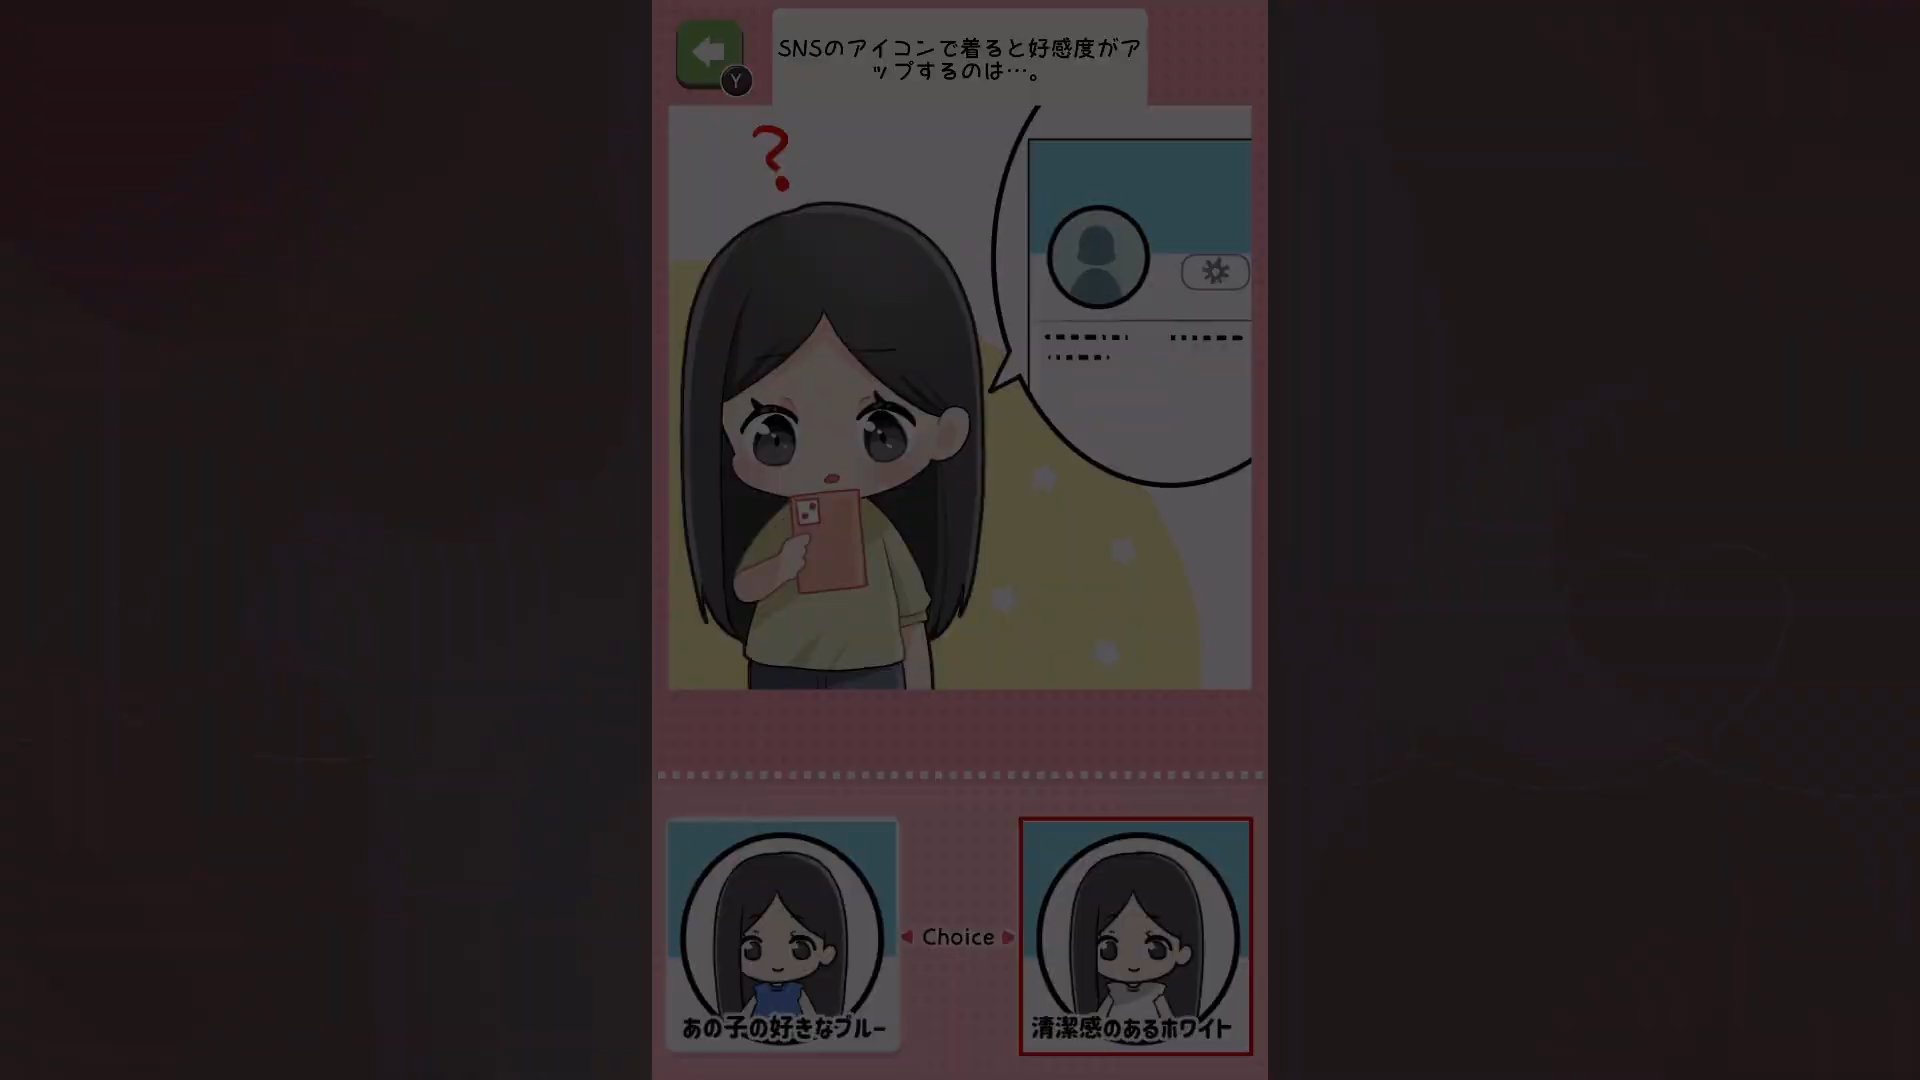 SNSのアイコンで着ると好感度がア
ップするのは…。
Y
?
あの子の好きなブルー
Choice
清潔感のあるホワイト